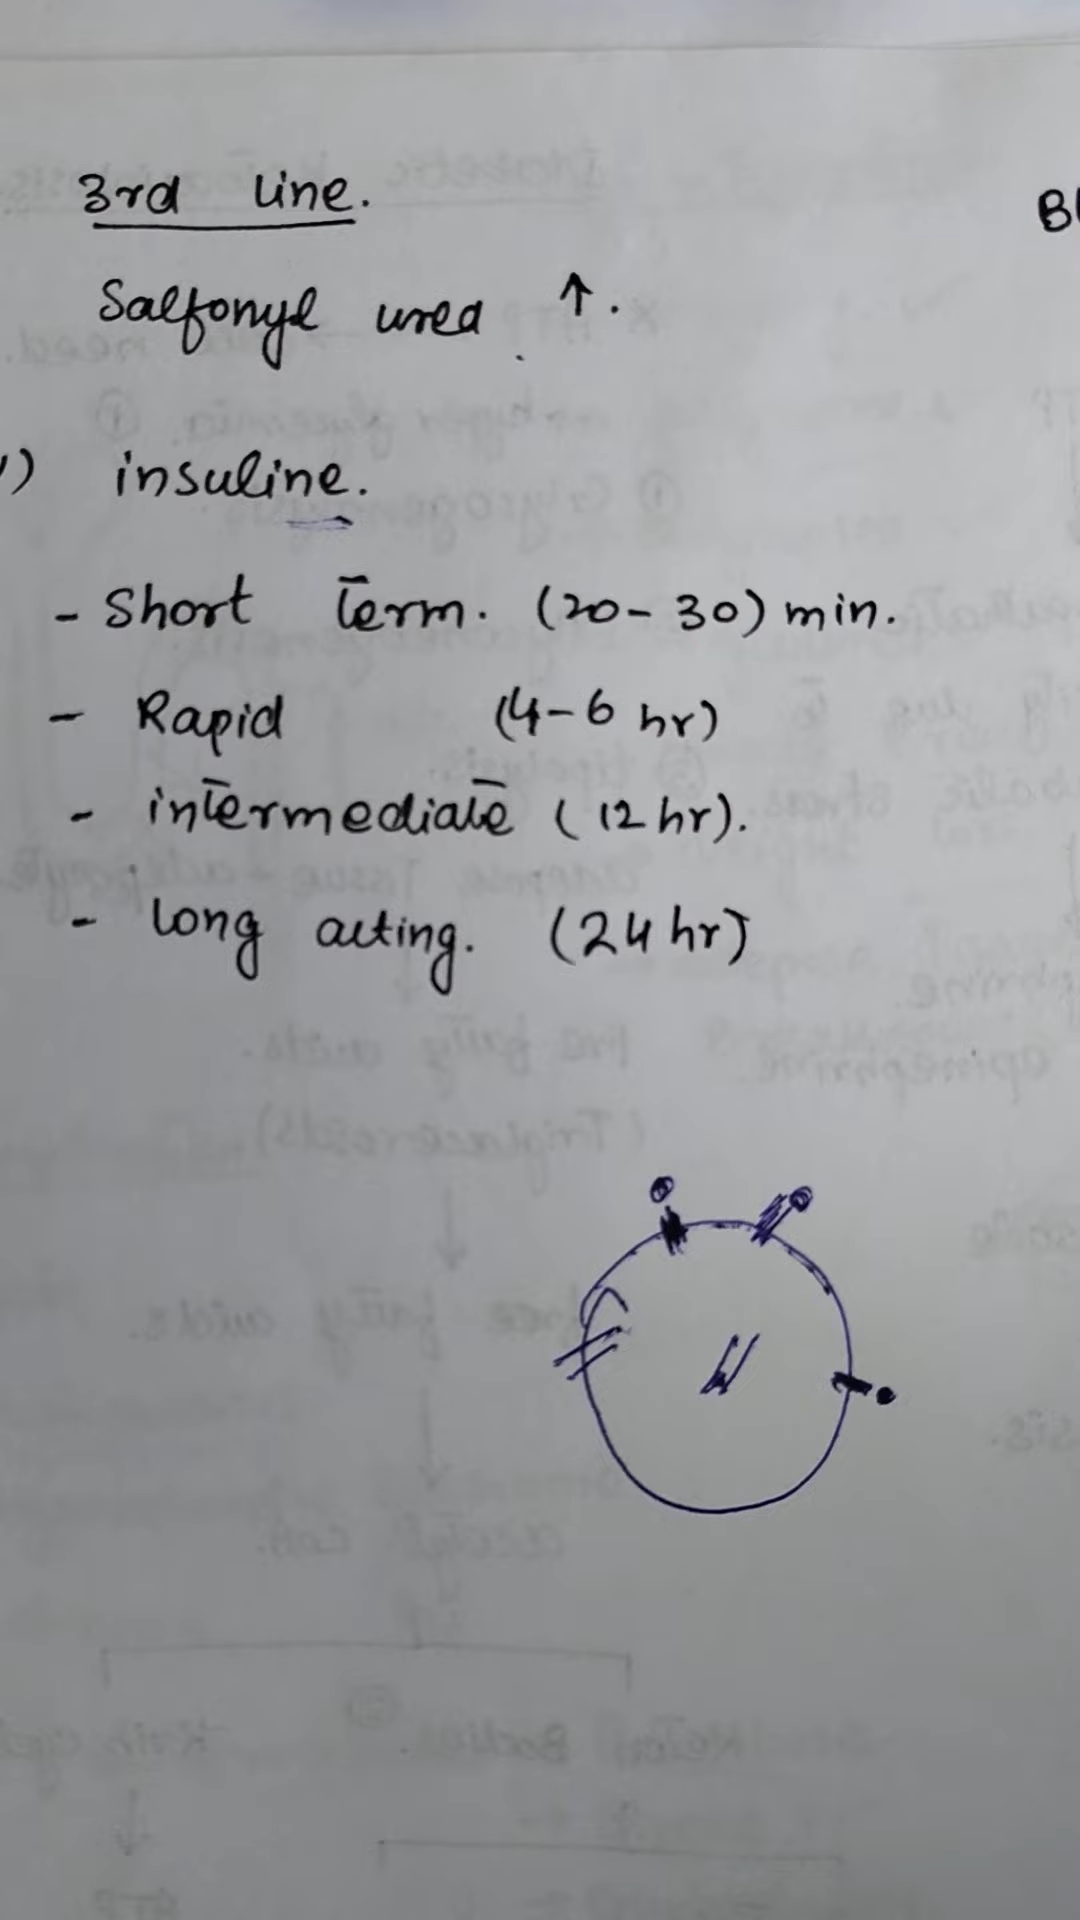 3rd line.
Salfonyl urea ↑.
insuline.
- Short term. (20-30) min.
- Rapid (4-6 hr)
- intermediate (12 hr).
- long acting. (24 hr)